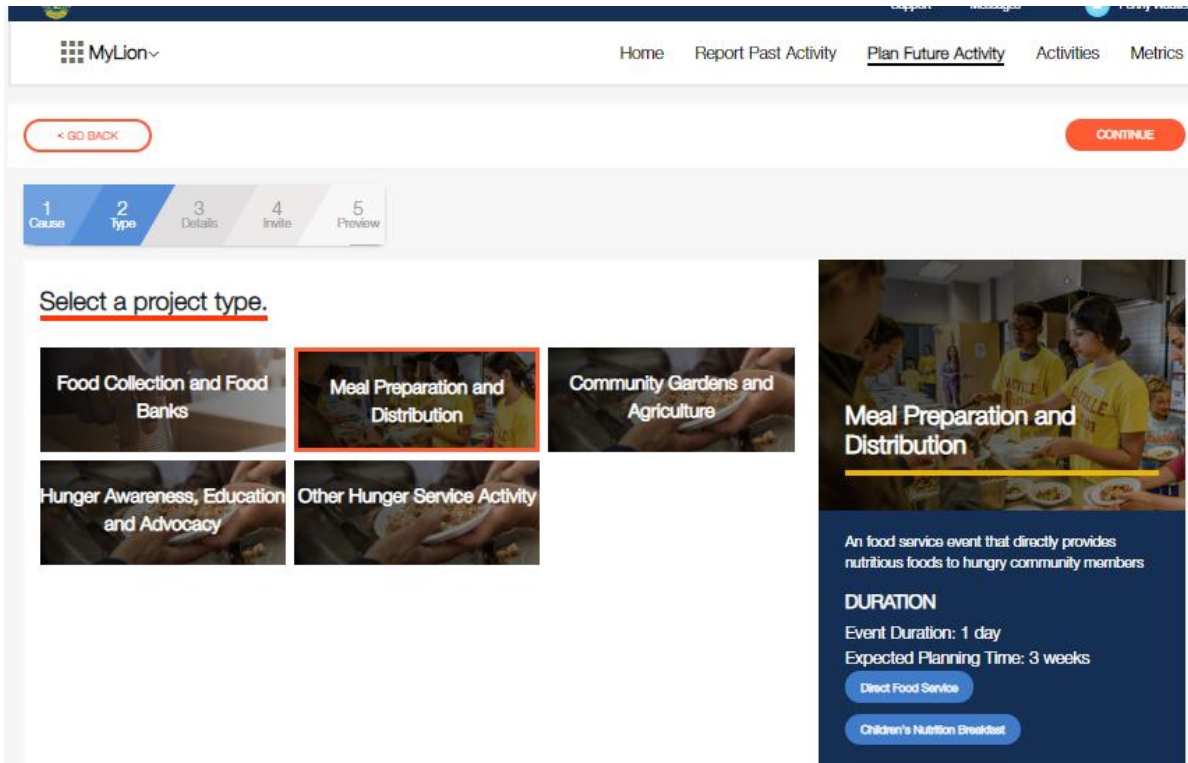 Support Messages
MyLion
Home Report Past Activity Plan Future Activity Activities Metrics
< GO BACK
CONTINUE
1 2 3 4 5
Cause Type Details Invite Preview
Select a project type.
Food Collection and Food
Banks
Meal Preparation and
Distribution
Community Gardens and
Agriculture
Hunger Awareness, Education
and Advocacy
Other Hunger Service Activity
Meal Preparation and
Distribution
An food service event that directly provides
nutritious foods to hungry community members
DURATION
Event Duration: 1 day
Expected Planning Time: 3 weeks
Direct Food Service
Children's Nutrition Breakfast